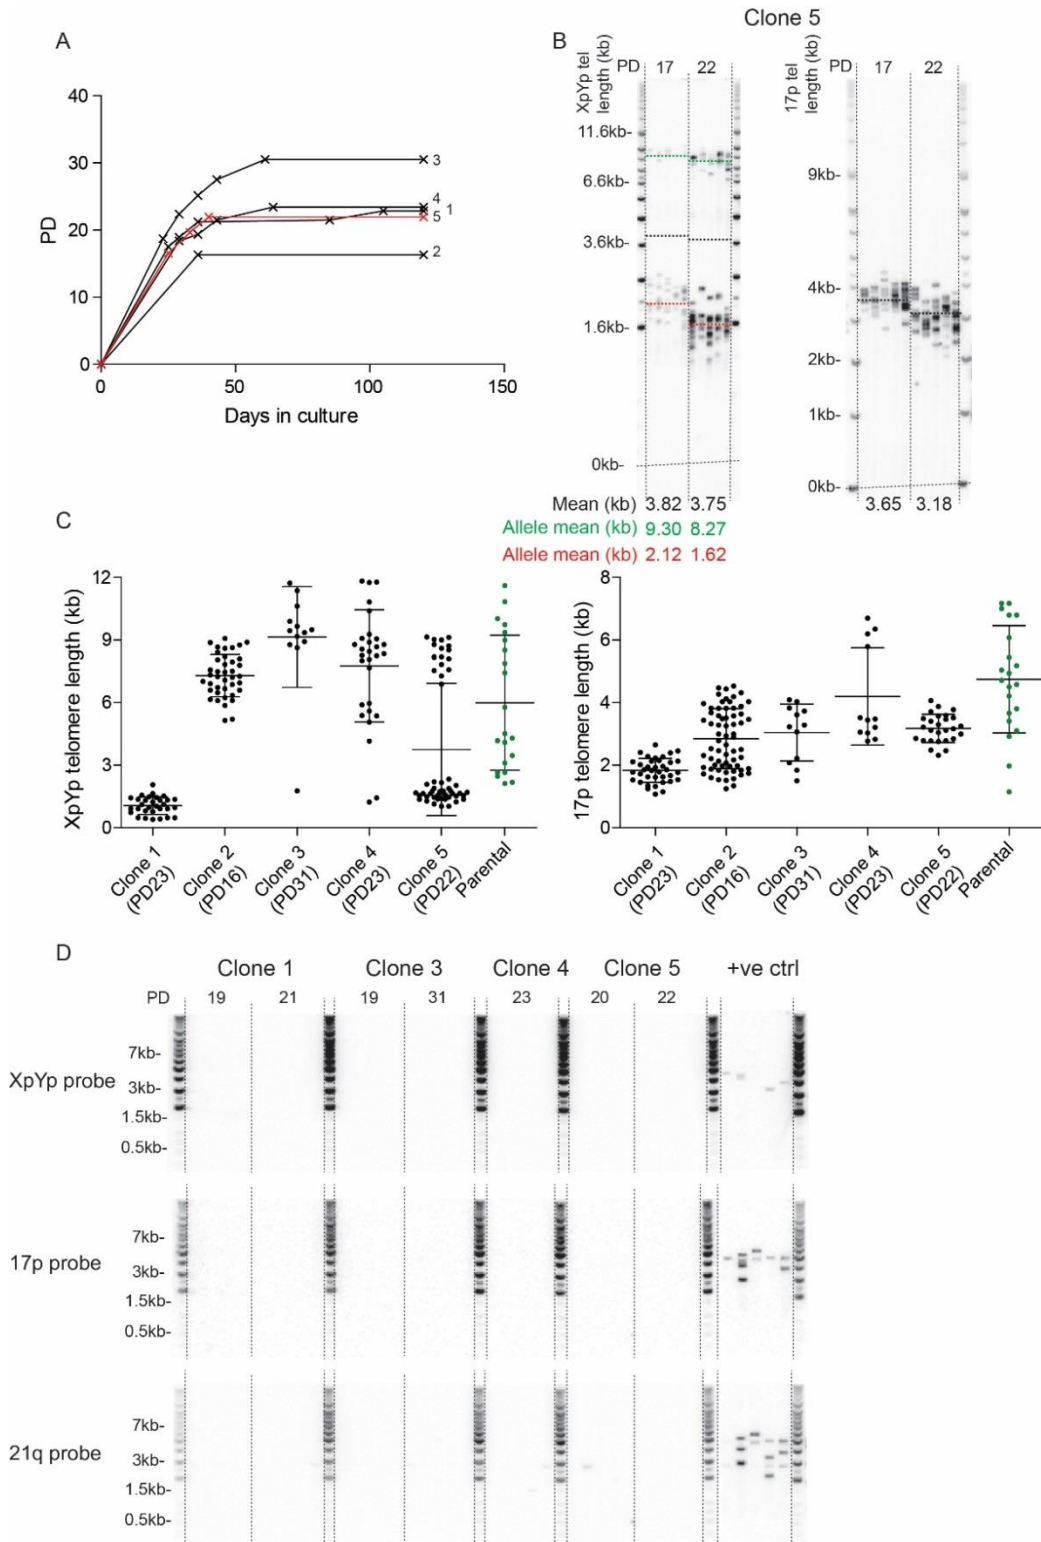 A
PD
40
30
20
10
0
0 50 100 150
Days in culture
3
4
1
5
2
B
Clone 5
XpYp tel length (kb)
PD 17 22
11.6kb-
6.6kb-
3.6kb-
1.6kb-
0kb-
Mean (kb) 3.82 3.75
Allele mean (kb) 9.30 8.27
Allele mean (kb) 2.12 1.62
17p tel length (kb)
PD 17 22
9kb-
4kb-
2kb-
1kb-
0kb-
3.65 3.18
C
XpYp telomere length (kb)
12
9
6
3
0
Clone 1 (PD23)
Clone 2 (PD16)
Clone 3 (PD31)
Clone 4 (PD23)
Clone 5 (PD22)
Parental
17p telomere length (kb)
8
6
4
2
0
Clone 1 (PD23)
Clone 2 (PD16)
Clone 3 (PD31)
Clone 4 (PD23)
Clone 5 (PD22)
Parental
D
Clone 1 Clone 3 Clone 4 Clone 5 +ve ctrl
PD 19 21 19 31 23 20 22
XpYp probe
7kb-
3kb-
1.5kb-
0.5kb-
17p probe
7kb-
3kb-
1.5kb-
0.5kb-
21q probe
7kb-
3kb-
1.5kb-
0.5kb-